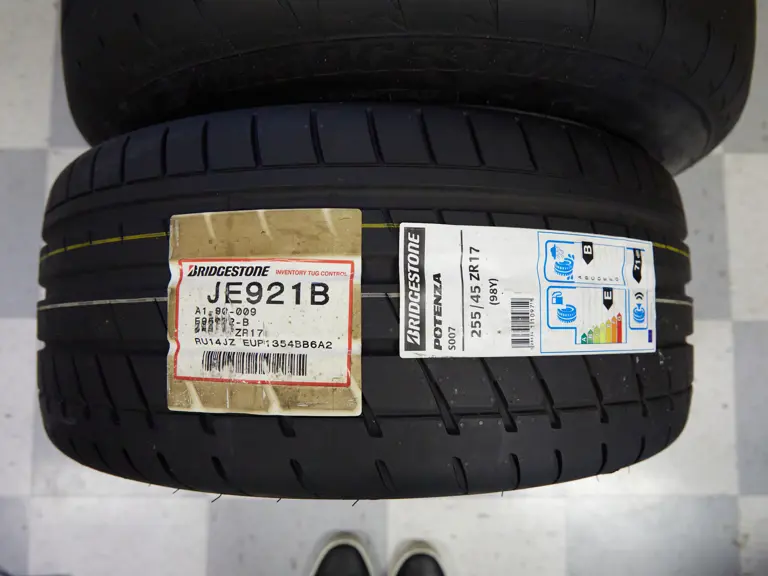 BRIDGESTONE INVENTORY TUG CONTROL
JE921B
RU14JZ EUP1354BB6A2
BRIDGESTONE
POTENZA
S007
255/45 ZR17
(98Y)
B
A B C D E F G
E